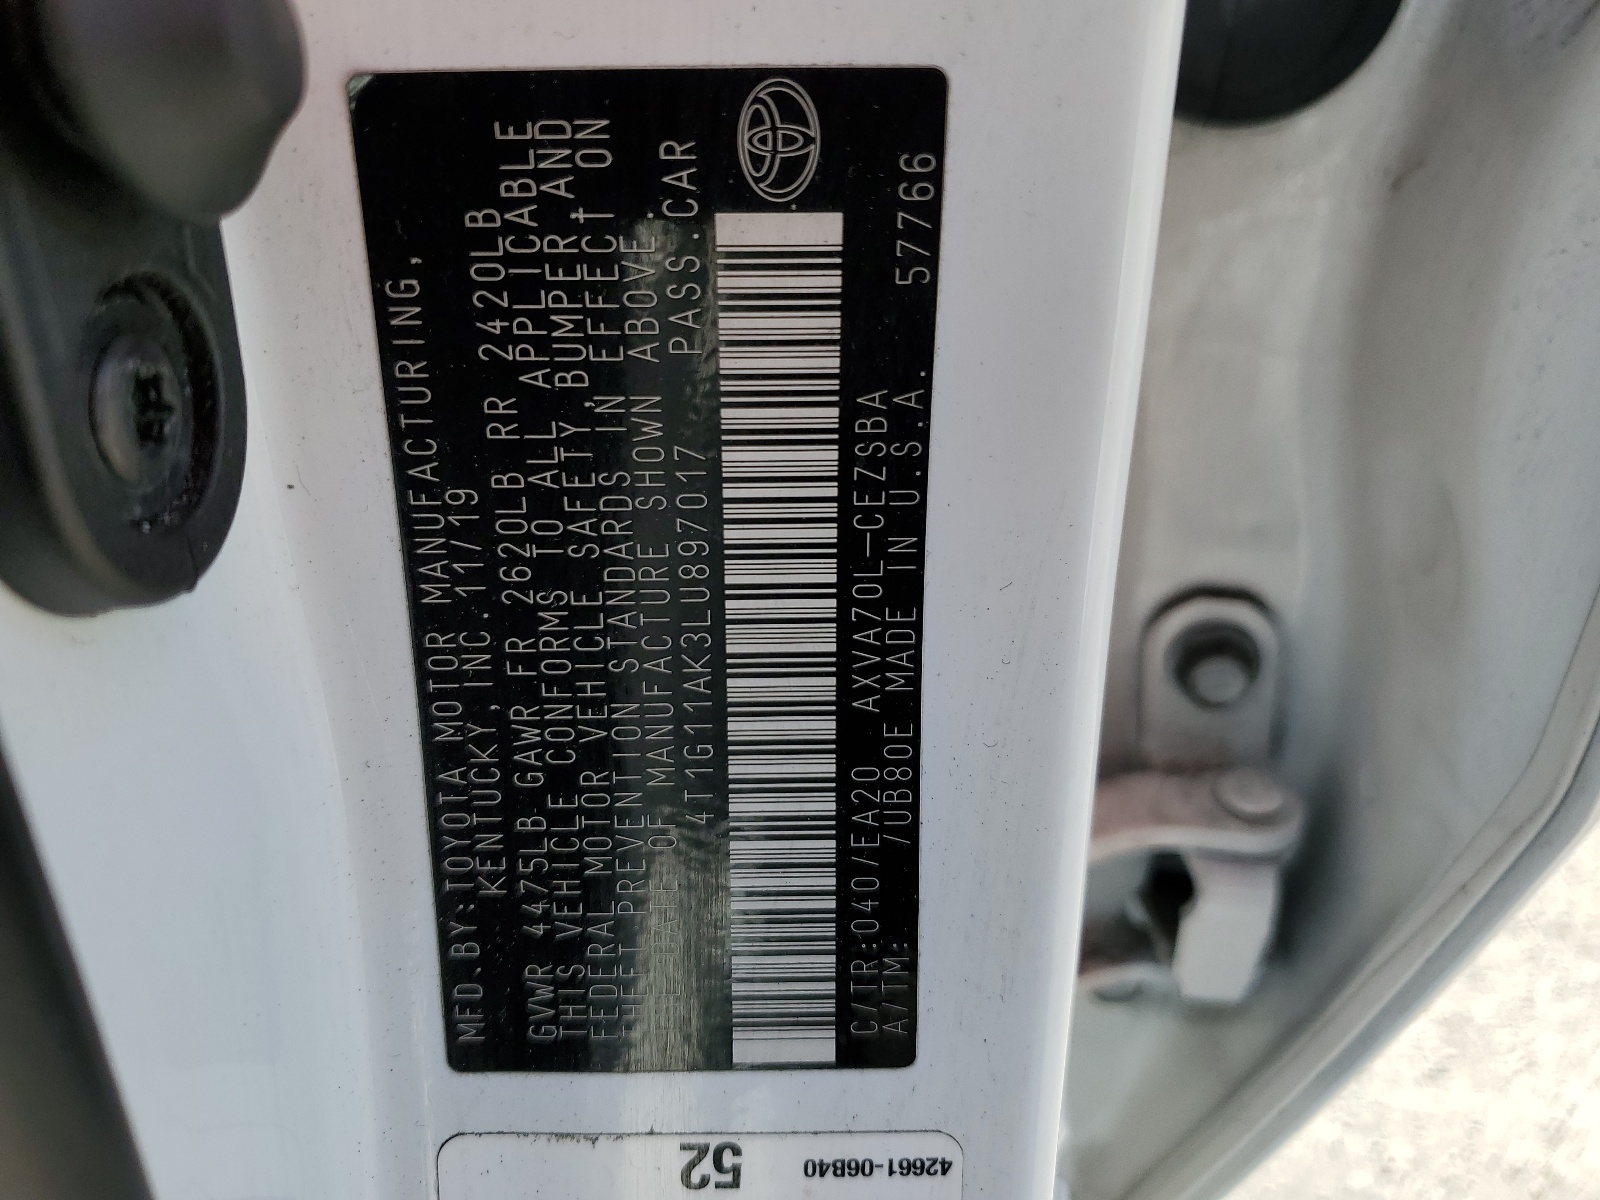 MFD.BY:TOYOTA MOTOR MANUFACTURING,
KENTUCKY,INC. 11/19
GVWR 4475LB GAWR FR 2620LB RR 2420LB
THIS VEHICLE CONFORMS TO ALL APPLICABLE
FEDERAL MOTOR VEHICLE SAFETY,BUMPER AND
THEFT PREVENTION STANDARDS IN EFFECT ON
THE DATE OF MANUFACTURE SHOWN ABOVE.
4T1G11AK3LU897017 PASS.CAR
C/TR:040/EA20 AXVA70L-CEZSBA
A/TM: /UB80E MADE IN U.S.A. 57766
52
42661-06B40